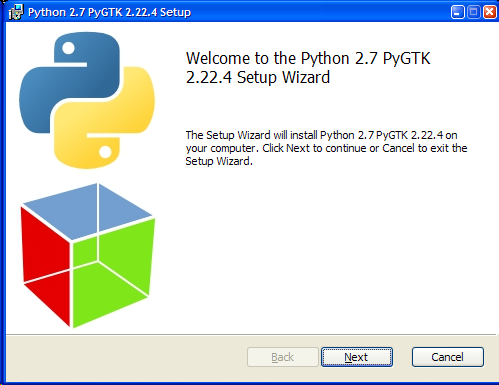 Python 2.7 PyGTK 2.22.4 Setup
Welcome to the Python 2.7 PyGTK
2.22.4 Setup Wizard
The Setup Wizard will install Python 2.7 PyGTK 2.22.4 on
your computer. Click Next to continue or Cancel to exit the
Setup Wizard.
Back
Next
Cancel